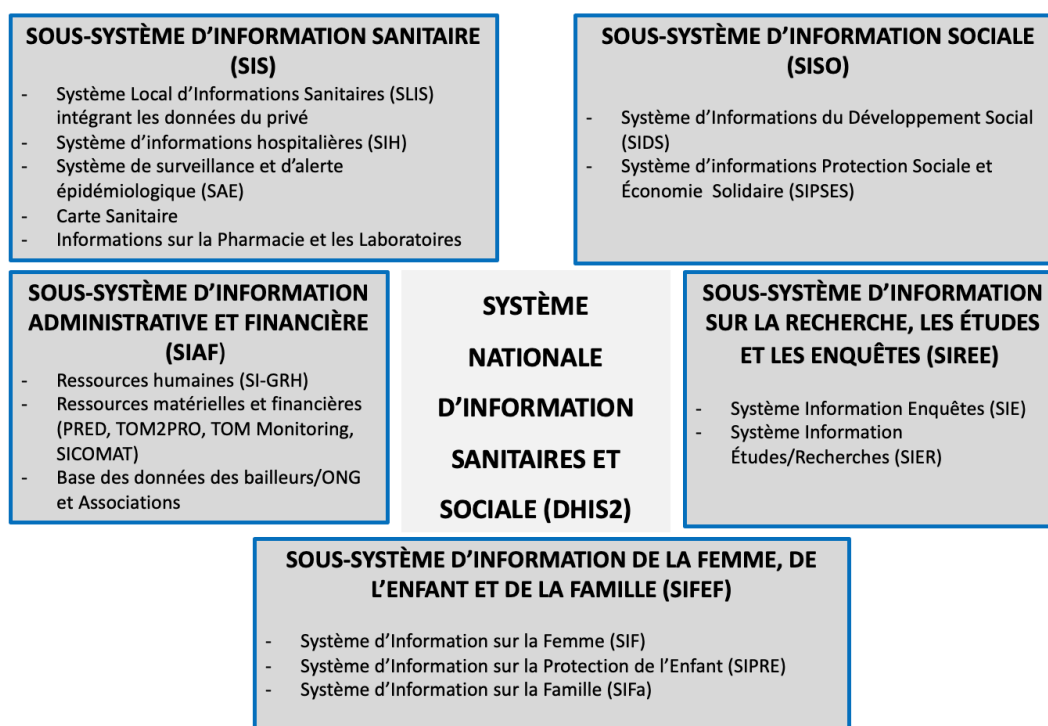 SOUS-SYSTÈME D'INFORMATION SANITAIRE
(SIS)
- Système Local d'Informations Sanitaires (SLIS)
intégrant les données du privé
- Système d'informations hospitalières (SIH)
- Système de surveillance et d'alerte
épidémiologique (SAE)
- Carte Sanitaire
- Informations sur la Pharmacie et les Laboratoires
SOUS-SYSTÈME D'INFORMATION SOCIALE
(SISO)
- Système d'Informations du Développement Social
(SIDS)
- Système d'informations Protection Sociale et
Économie Solidaire (SIPSES)
SOUS-SYSTÈME D'INFORMATION
ADMINISTRATIVE ET FINANCIÈRE
(SIAF)
- Ressources humaines (SI-GRH)
- Ressources matérielles et financières
(PRED, TOM2PRO, TOM Monitoring,
SICOMAT)
- Base des données des bailleurs/ONG
et Associations
SYSTÈME
NATIONALE
D'INFORMATION
SANITAIRES ET
SOCIALE (DHIS2)
SOUS-SYSTÈME D'INFORMATION
SUR LA RECHERCHE, LES ÉTUDES
ET LES ENQUÊTES (SIREE)
- Système Information Enquêtes (SIE)
- Système Information
Études/Recherches (SIER)
SOUS-SYSTÈME D'INFORMATION DE LA FEMME, DE
L'ENFANT ET DE LA FAMILLE (SIFEF)
- Système d'Information sur la Femme (SIF)
- Système d'Information sur la Protection de l'Enfant (SIPRE)
- Système d'Information sur la Famille (SIFa)